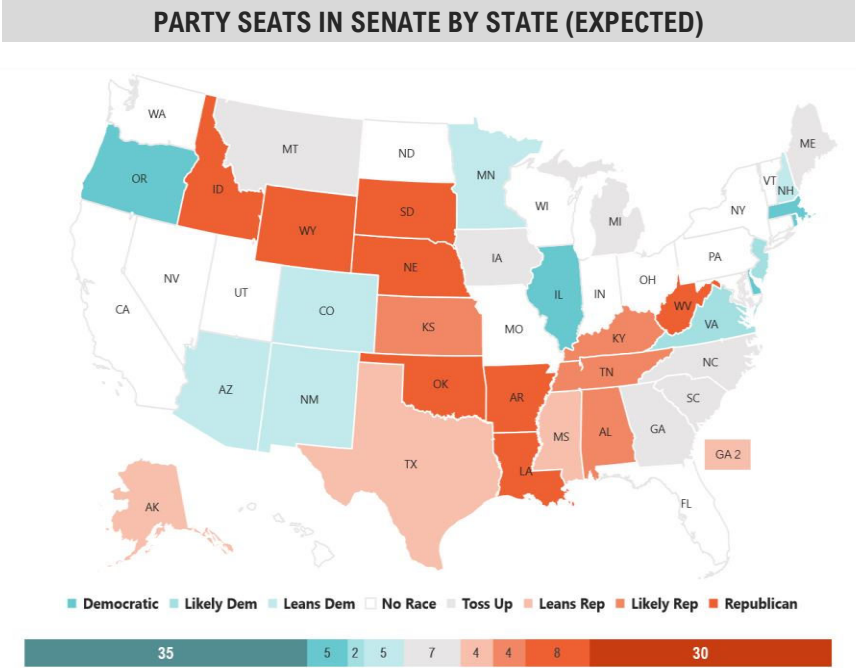 PARTY SEATS IN SENATE BY STATE (EXPECTED)
WA
MT
ND
MN
ME
VT
NH
OR
ID
SD
WI
MI
NY
WY
IA
PA
NE
NV
UT
IL
IN
OH
CA
CO
KS
MO
WV
VA
KY
NC
TN
AZ
NM
OK
AR
SC
MS
AL
GA
GA 2
TX
LA
AK
FL
Democratic Likely Dem Leans Dem No Race Toss Up Leans Rep Likely Rep Republican
35 5 2 5 7 4 4 8 30